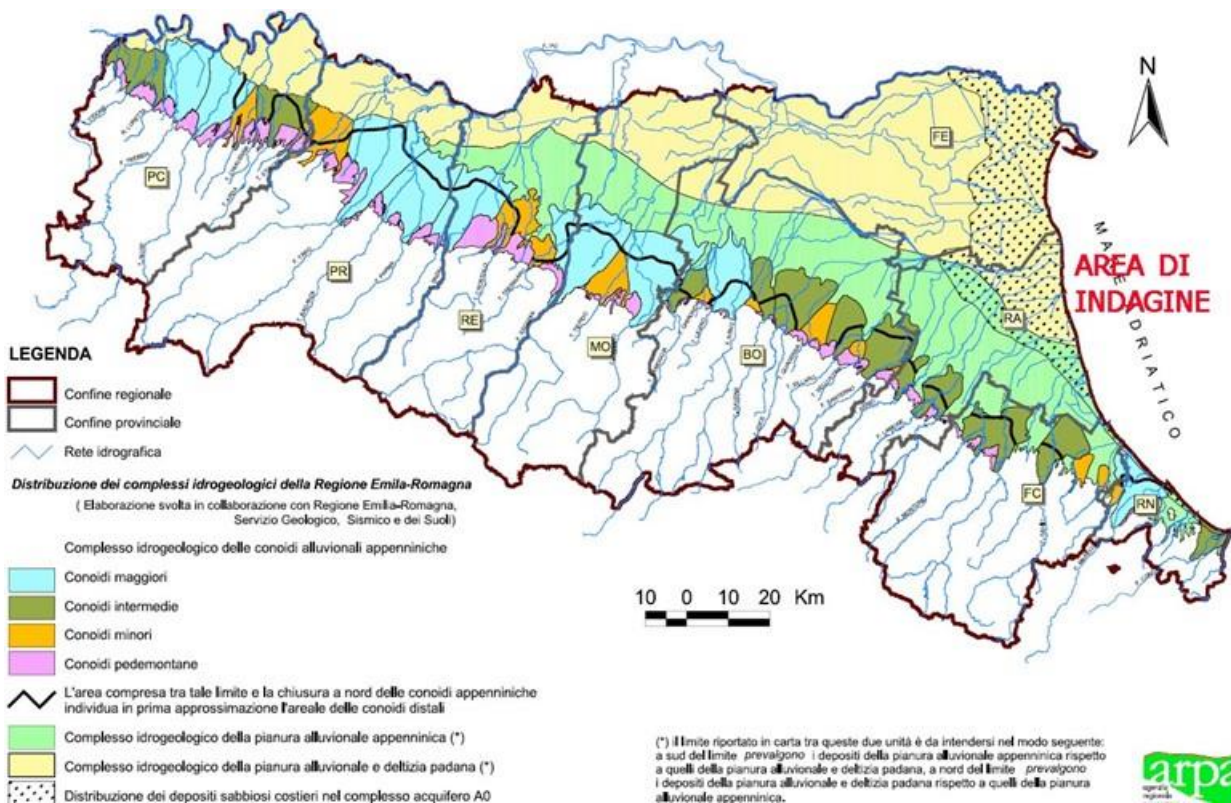 F. PO
N
FE
PC
PR
RE
MO
BO
RA
FC
RN
MARE ADRIATICO
AREA DI
INDAGINE
LEGENDA
Confine regionale
Confine provinciale
Rete idrografica
Distribuzione dei complessi idrogeologici della Regione Emila-Romagna
( Elaborazione svolta in collaborazione con Regione Emilia-Romagna,
Servizio Geologico, Sismico e dei Suoli)
Complesso idrogeologico delle conoidi alluvionali appenniniche
Conoidi maggiori
Conoidi intermedie
Conoidi minori
Conoidi pedemontane
L'area compresa tra tale limite e la chiusura a nord delle conoidi appenniniche
individua in prima approssimazione l'areale delle conoidi distali
Complesso idrogeologico della pianura alluvionale appenninica (*)
Complesso idrogeologico della pianura alluvionale e deltizia padana (*)
Distribuzione dei depositi sabbiosi costieri nel complesso acquifero A0
10 0 10 20 Km
(*) il limite riportato in carta tra queste due unità è da intendersi nel modo seguente:
a sud del limite prevalgono i depositi della pianura alluvionale appenninica rispetto
a quelli della pianura alluvionale e deltizia padana, a nord del limite prevalgono
i depositi della pianura alluvionale e deltizia padana rispetto a quelli della pianura
alluvionale appenninica.
arpa
agenzia
regionale